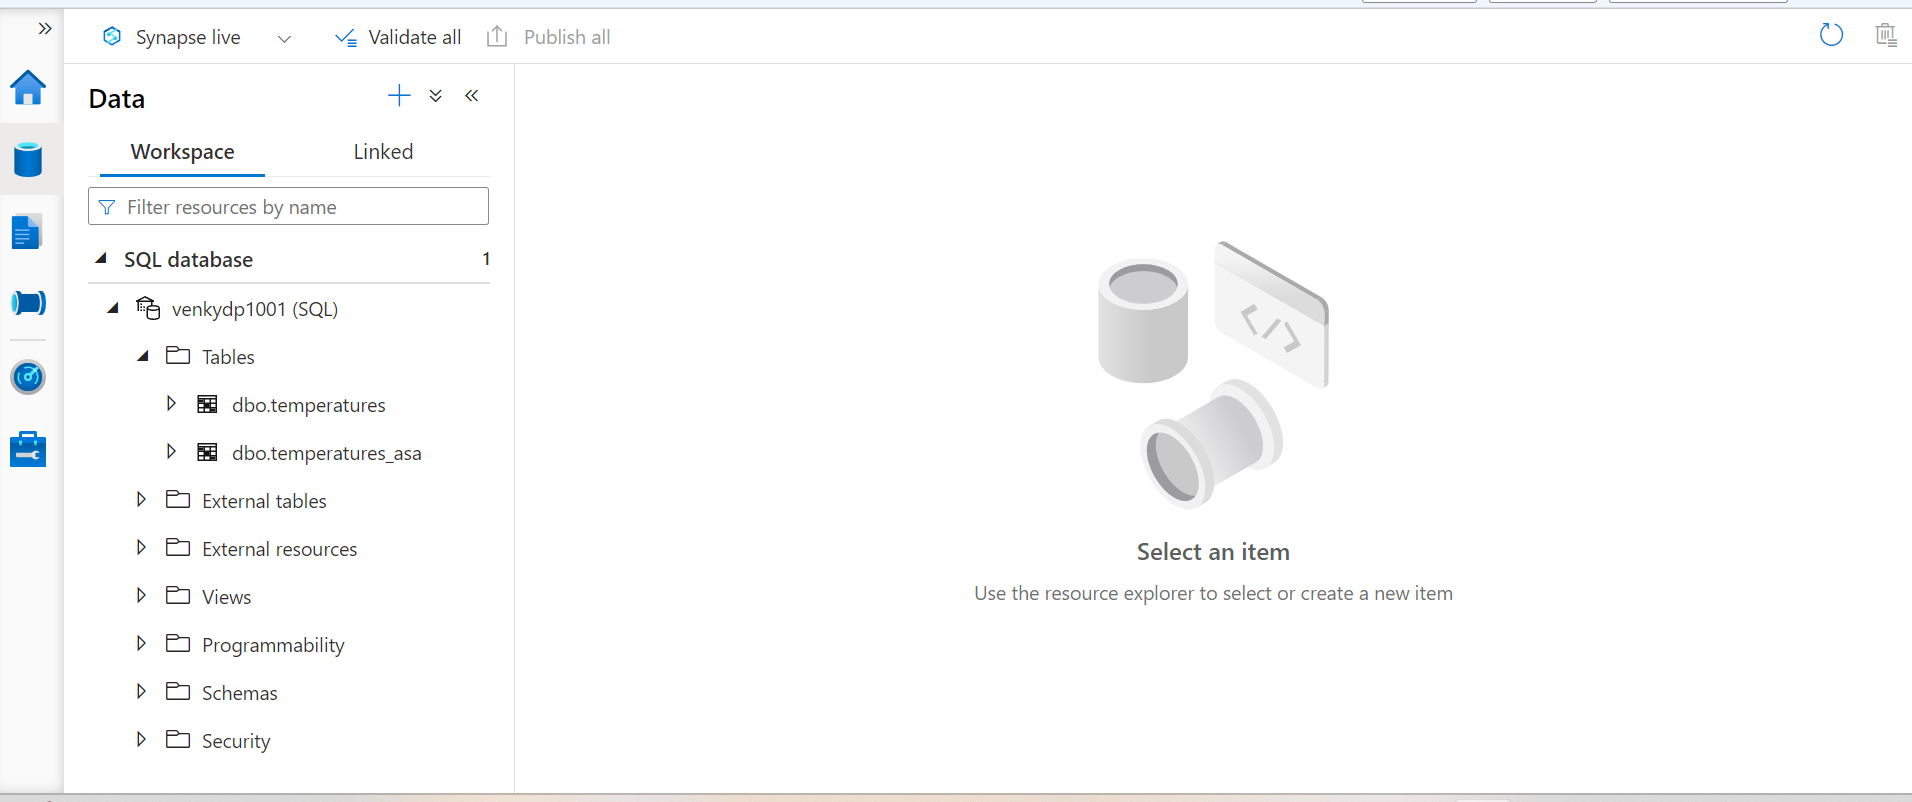 Synapse live
Validate all
Publish all
Data
Workspace
Linked
Filter resources by name
SQL database 1
venkydp1001 (SQL)
Tables
dbo.temperatures
dbo.temperatures_asa
External tables
External resources
Views
Programmability
Schemas
Security
</>
Select an item
Use the resource explorer to select or create a new item